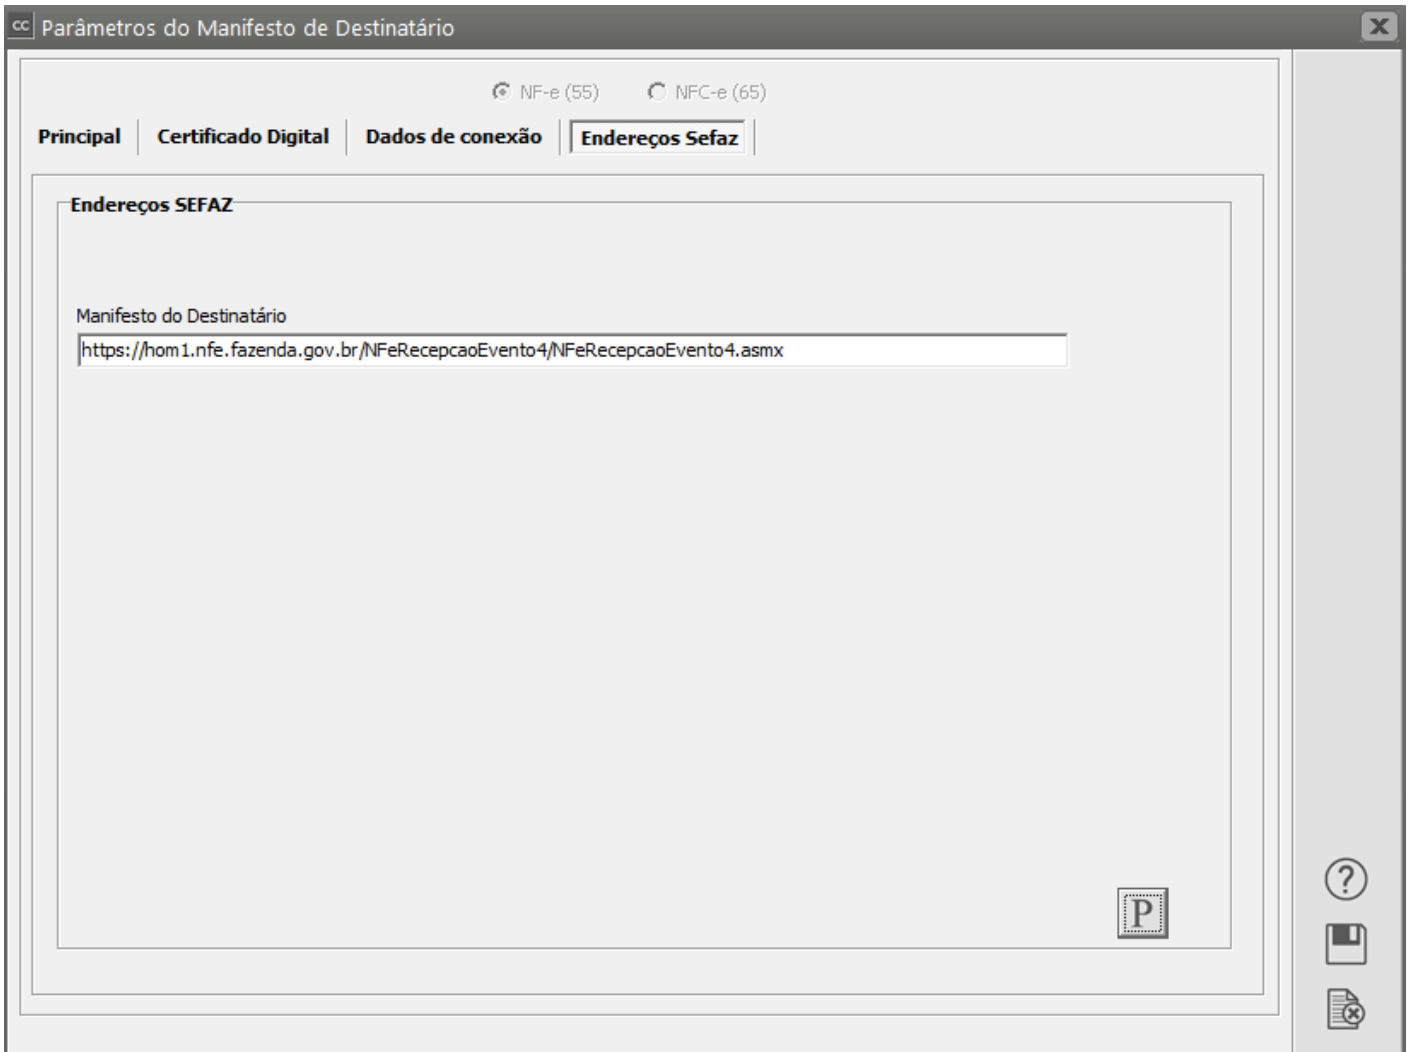 cc Parâmetros do Manifesto de Destinatário
NF-e (55) NFC-e (65)
Principal Certificado Digital Dados de conexão Endereços Sefaz
Endereços SEFAZ
Manifesto do Destinatário
https://hom1.nfe.fazenda.gov.br/NFeRecepcaoEvento4/NFeRecepcaoEvento4.asmx
P
?